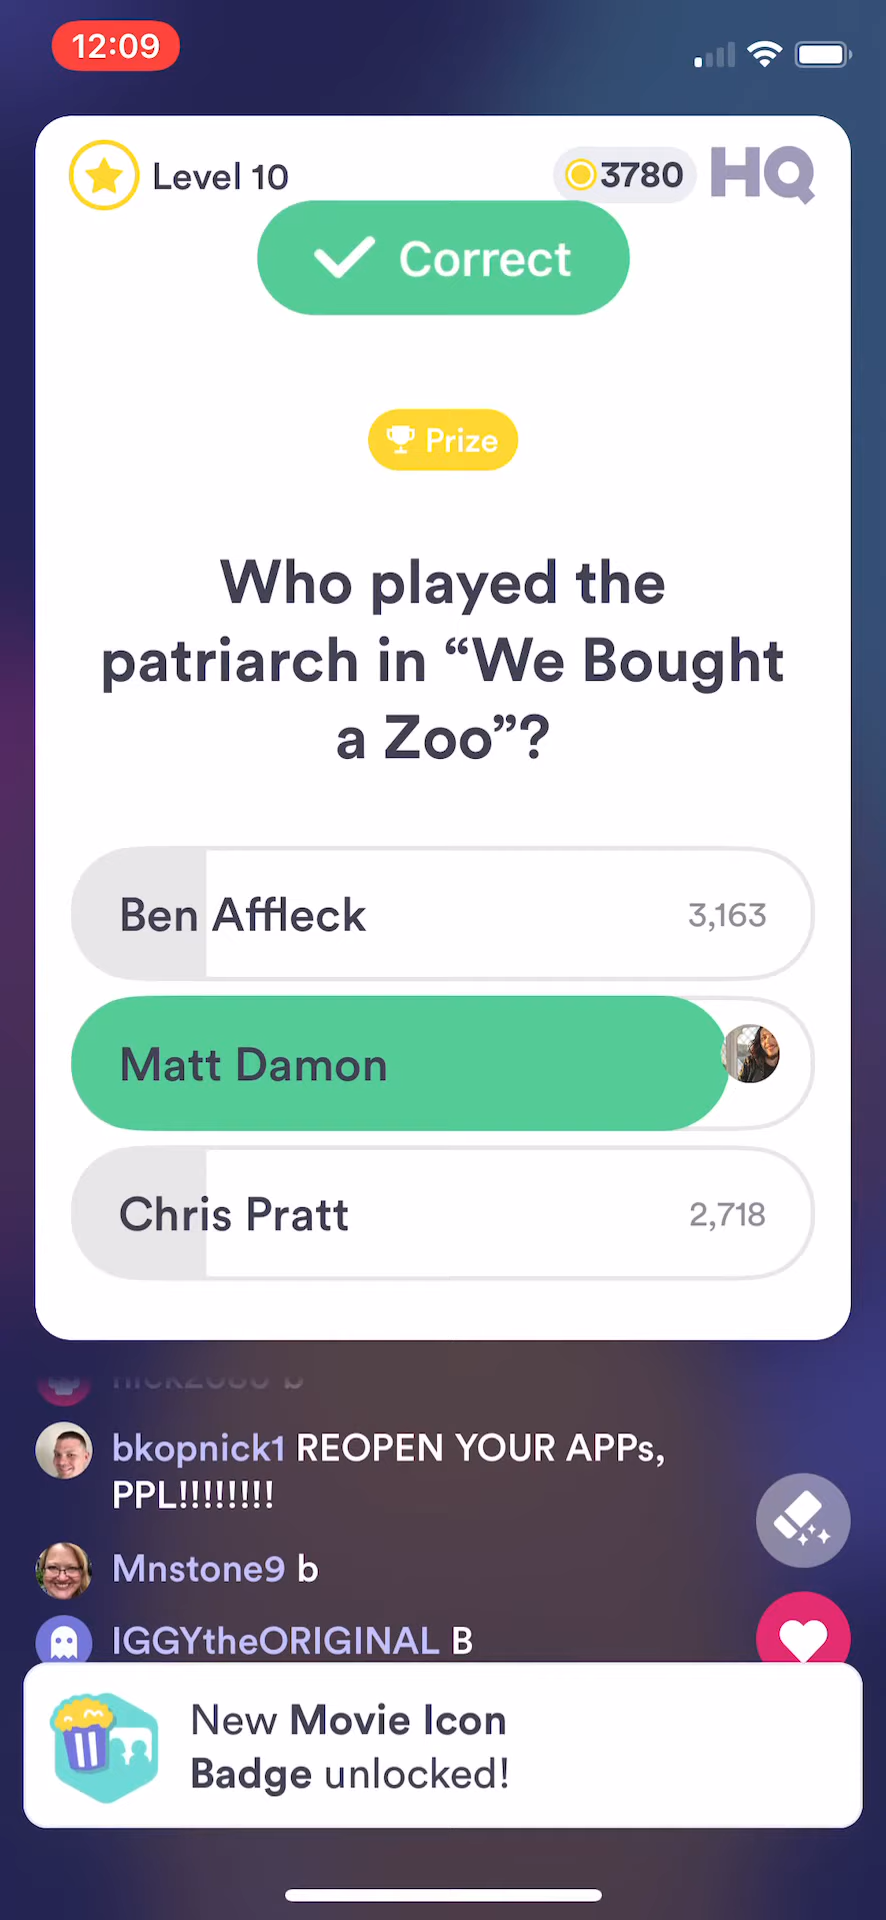 12:09
Level 10
3780
HQ
Correct
Prize
Who played the
patriarch in “We Bought
a Zoo”?
Ben Affleck
3,163
Matt Damon
Chris Pratt
2,718
b
bkopnick1 REOPEN YOUR APPs,
PPL!!!!!!!!
Mnstone9 b
IGGYtheORIGINAL B
New Movie Icon
Badge unlocked!